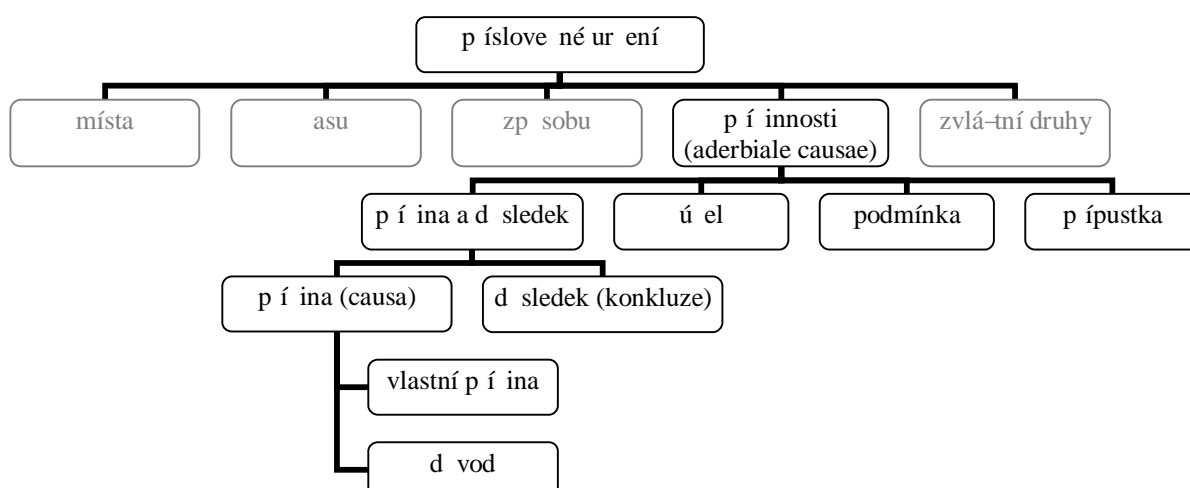 p íslove né ur ení
místa
asu
zp sobu
p í innosti
(aderbiale causae)
zvlá–tní druhy
p í ina a d sledek
ú el
podmínka
p ípustka
p í ina (causa)
d sledek (konkluze)
vlastní p í ina
d vod